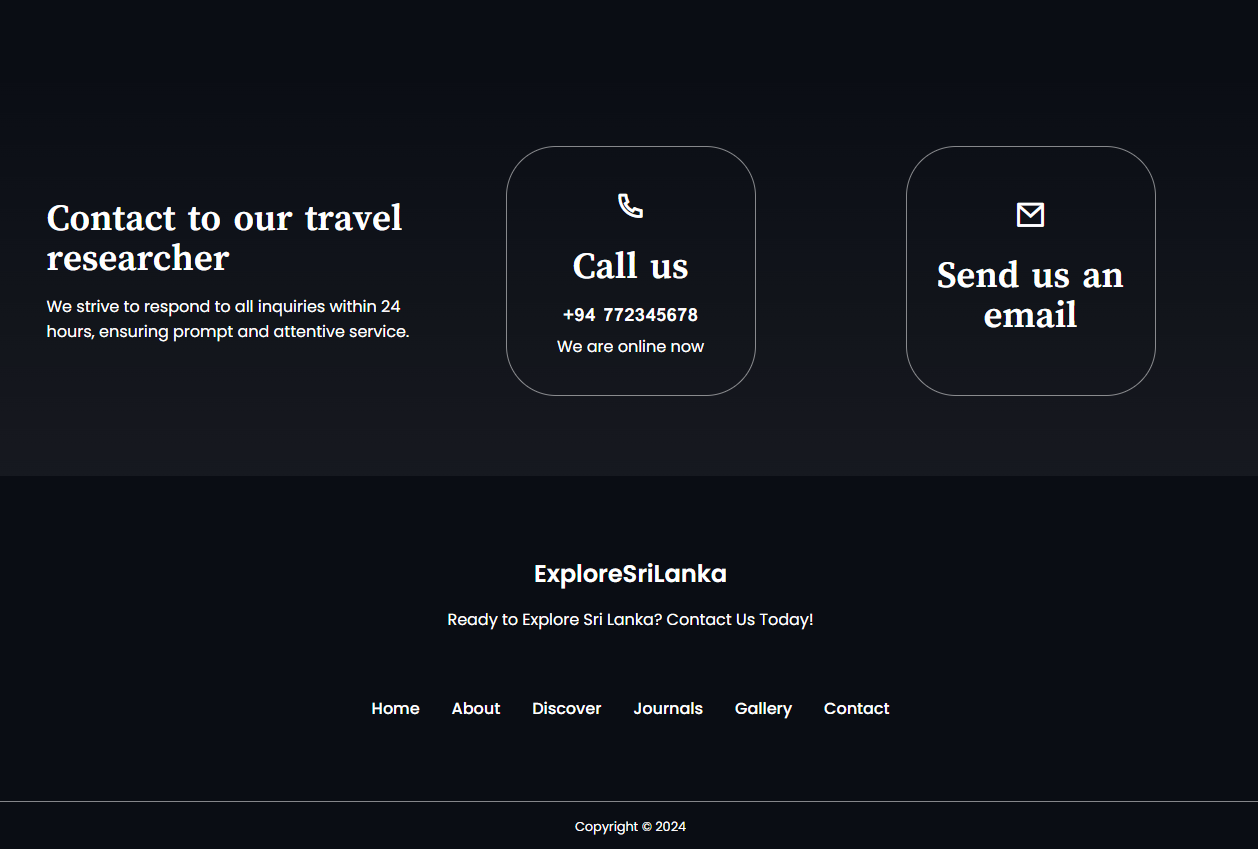 Contact to our travel
researcher
We strive to respond to all inquiries within 24
hours, ensuring prompt and attentive service.
Call us
+94 772345678
We are online now
Send us an
email
ExploreSriLanka
Ready to Explore Sri Lanka? Contact Us Today!
Home About Discover Journals Gallery Contact
Copyright © 2024